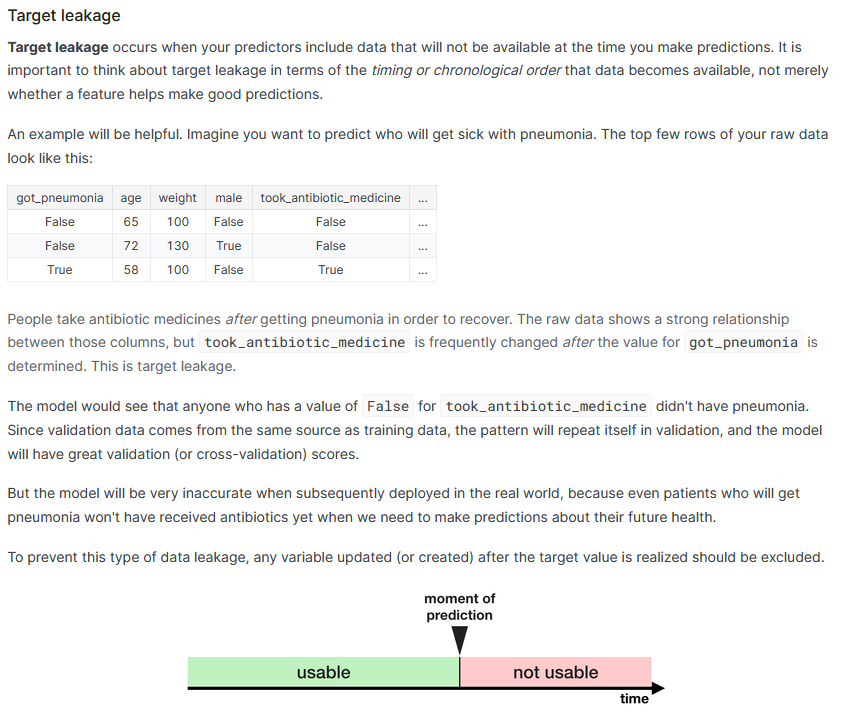 Target leakage
Target leakage occurs when your predictors include data that will not be available at the time you make predictions. It is
important to think about target leakage in terms of the timing or chronological order that data becomes available, not merely
whether a feature helps make good predictions.
An example will be helpful. Imagine you want to predict who will get sick with pneumonia. The top few rows of your raw data
look like this:
got_pneumonia age weight male took_antibiotic_medicine ...
False 65 100 False False ...
False 72 130 True False ...
True 58 100 False True ...
People take antibiotic medicines after getting pneumonia in order to recover. The raw data shows a strong relationship
between those columns, but took_antibiotic_medicine is frequently changed after the value for got_pneumonia is
determined. This is target leakage.
The model would see that anyone who has a value of False for took_antibiotic_medicine didn't have pneumonia.
Since validation data comes from the same source as training data, the pattern will repeat itself in validation, and the model
will have great validation (or cross-validation) scores.
But the model will be very inaccurate when subsequently deployed in the real world, because even patients who will get
pneumonia won't have received antibiotics yet when we need to make predictions about their future health.
To prevent this type of data leakage, any variable updated (or created) after the target value is realized should be excluded.
moment of
prediction
usable not usable
time